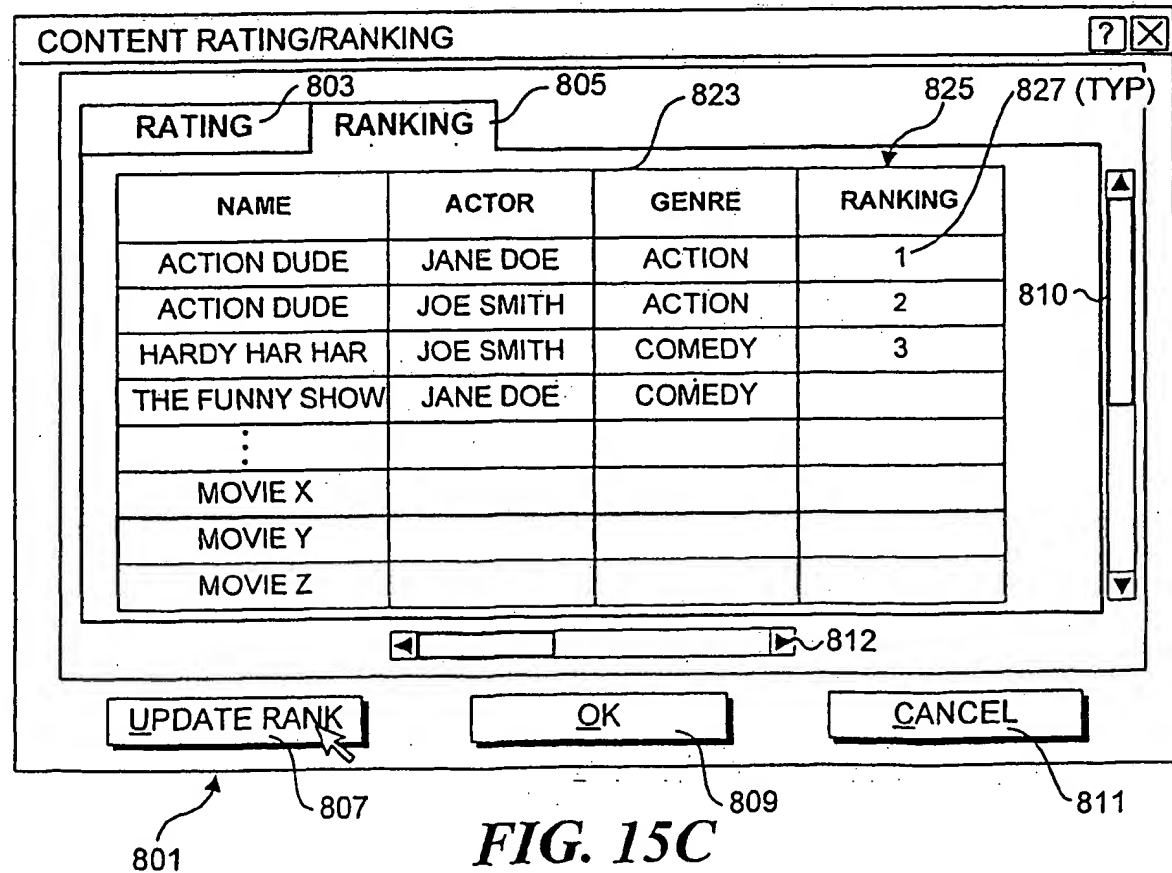 CONTENT RATING/RANKING ?
803 805 823 825 827 (TYP)
RATING RANKING
NAME ACTOR GENRE RANKING
ACTION DUDE JANE DOE ACTION 1
ACTION DUDE JOE SMITH ACTION 2
810
HARDY HAR HAR JOE SMITH COMEDY 3
THE FUNNY SHOW JANE DOE COMEDY
MOVIE X
MOVIE Y
MOVIE Z
812
UPDATE RANK OK CANCEL
801 807 809 811
FIG. 15C